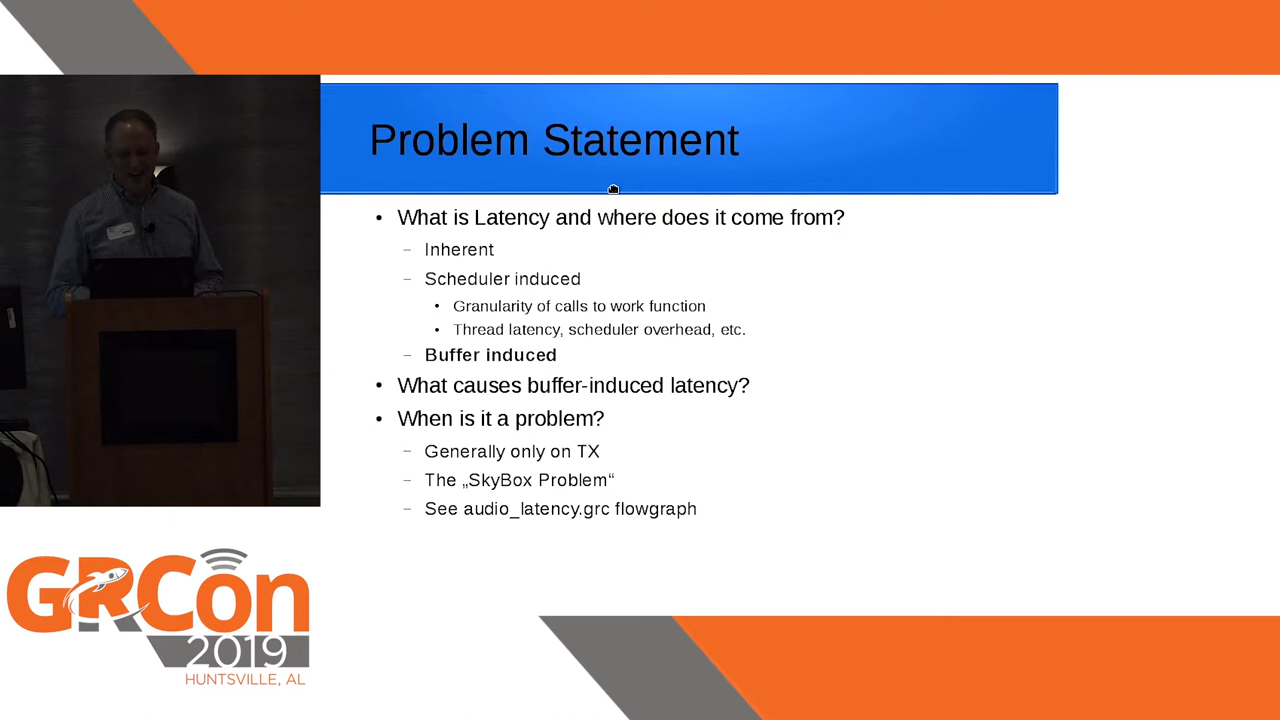 Problem Statement
• What is Latency and where does it come from?
– Inherent
– Scheduler induced
• Granularity of calls to work function
• Thread latency, scheduler overhead, etc.
– Buffer induced
• What causes buffer-induced latency?
• When is it a problem?
– Generally only on TX
– The „SkyBox Problem“
– See audio_latency.grc flowgraph
GRCon
2019
HUNTSVILLE, AL